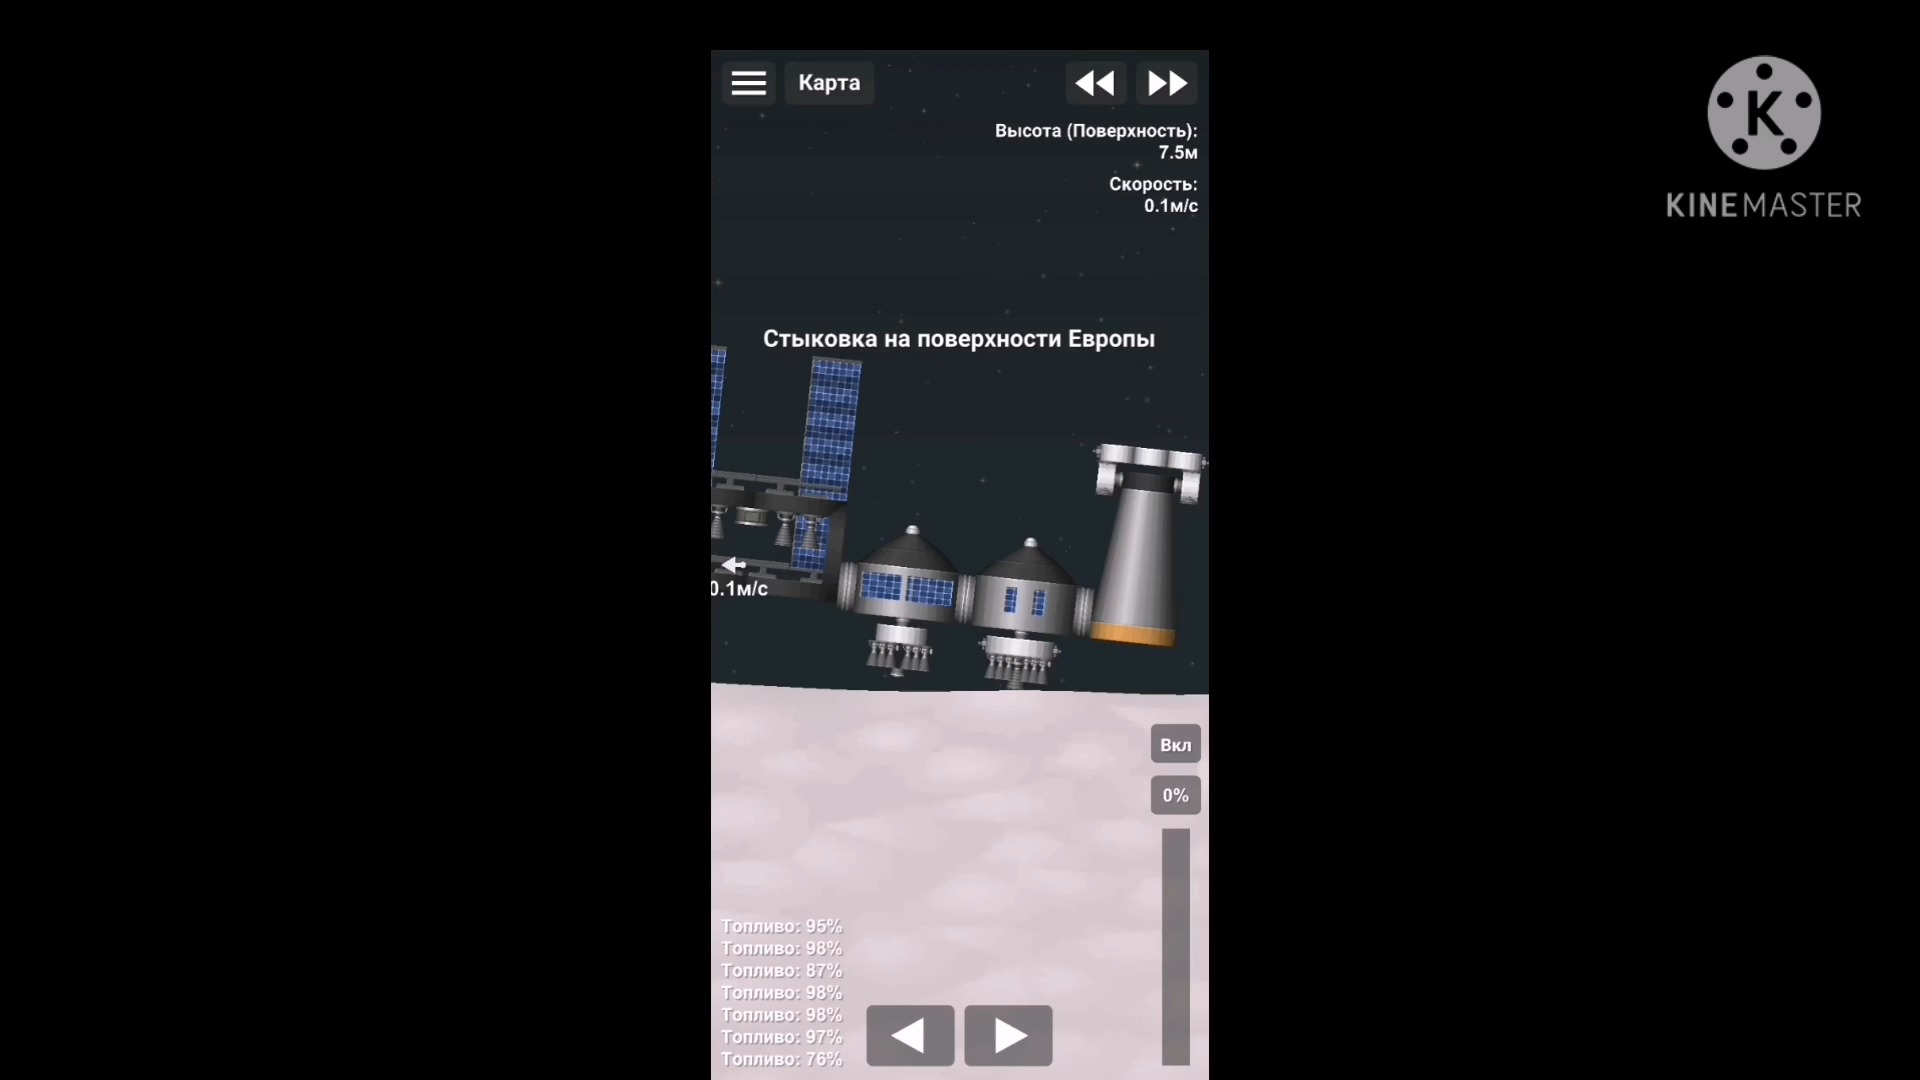 Карта
Высота (Поверхность):
7.5м
Скорость:
0.1м/с
K
KINEMASTER
Стыковка на поверхности Европы
0.1м/с
Вкл
0%
Топливо: 95%
Топливо: 98%
Топливо: 87%
Топливо: 98%
Топливо: 98%
Топливо: 97%
Топливо: 76%